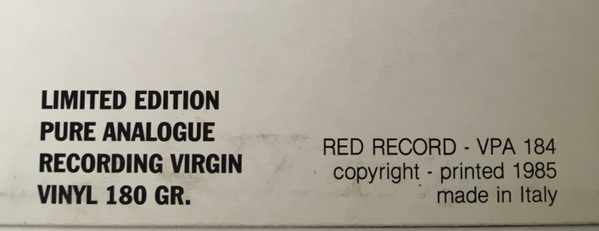 LIMITED EDITION
PURE ANALOGUE
RECORDING VIRGIN
VINYL 180 GR.
RED RECORD - VPA 184
copyright - printed 1985
made in Italy